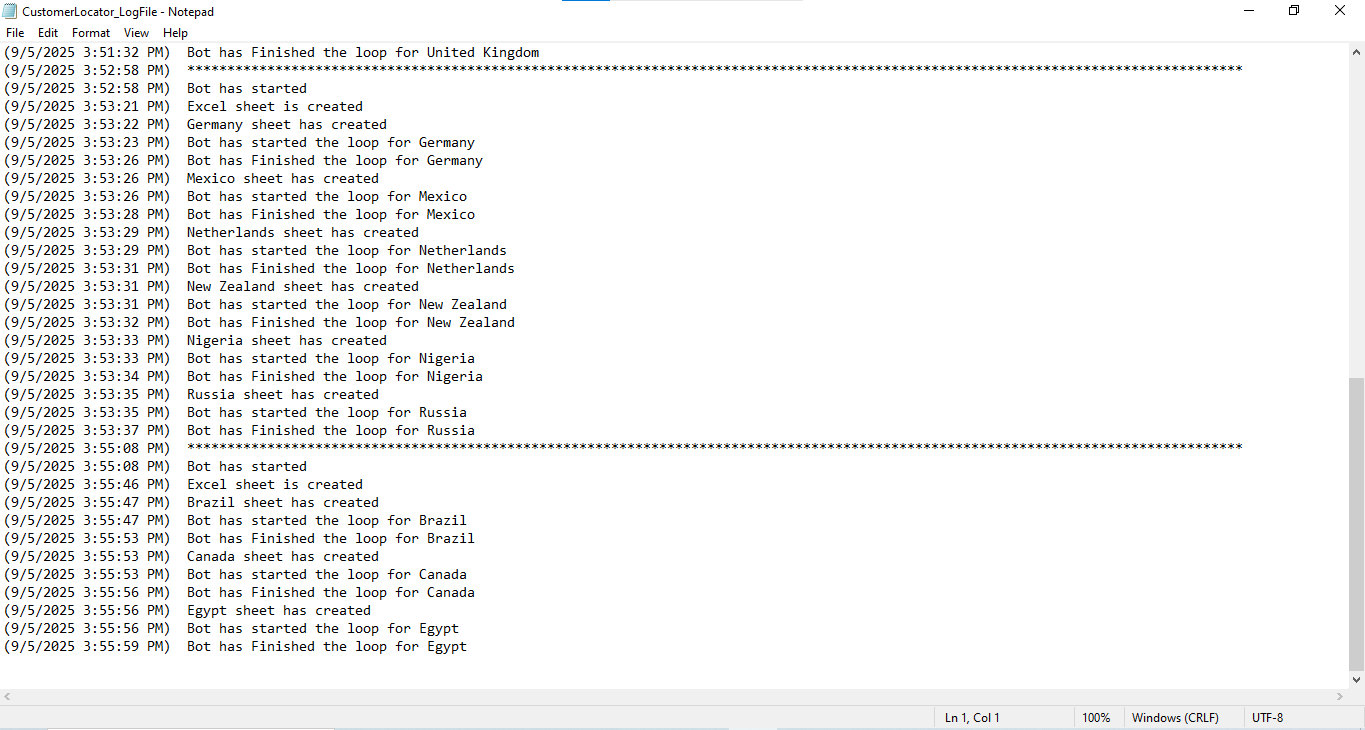 CustomerLocator_LogFile - Notepad
File Edit Format View Help
(9/5/2025 3:51:32 PM)  Bot has Finished the loop for United Kingdom
(9/5/2025 3:52:58 PM)  ************************************************************************************************************************************
(9/5/2025 3:52:58 PM)  Bot has started
(9/5/2025 3:53:21 PM)  Excel sheet is created
(9/5/2025 3:53:22 PM)  Germany sheet has created
(9/5/2025 3:53:23 PM)  Bot has started the loop for Germany
(9/5/2025 3:53:26 PM)  Bot has Finished the loop for Germany
(9/5/2025 3:53:26 PM)  Mexico sheet has created
(9/5/2025 3:53:26 PM)  Bot has started the loop for Mexico
(9/5/2025 3:53:28 PM)  Bot has Finished the loop for Mexico
(9/5/2025 3:53:29 PM)  Netherlands sheet has created
(9/5/2025 3:53:29 PM)  Bot has started the loop for Netherlands
(9/5/2025 3:53:31 PM)  Bot has Finished the loop for Netherlands
(9/5/2025 3:53:31 PM)  New Zealand sheet has created
(9/5/2025 3:53:31 PM)  Bot has started the loop for New Zealand
(9/5/2025 3:53:32 PM)  Bot has Finished the loop for New Zealand
(9/5/2025 3:53:33 PM)  Nigeria sheet has created
(9/5/2025 3:53:33 PM)  Bot has started the loop for Nigeria
(9/5/2025 3:53:34 PM)  Bot has Finished the loop for Nigeria
(9/5/2025 3:53:35 PM)  Russia sheet has created
(9/5/2025 3:53:35 PM)  Bot has started the loop for Russia
(9/5/2025 3:53:37 PM)  Bot has Finished the loop for Russia
(9/5/2025 3:55:08 PM)  ************************************************************************************************************************************
(9/5/2025 3:55:08 PM)  Bot has started
(9/5/2025 3:55:46 PM)  Excel sheet is created
(9/5/2025 3:55:47 PM)  Brazil sheet has created
(9/5/2025 3:55:47 PM)  Bot has started the loop for Brazil
(9/5/2025 3:55:53 PM)  Bot has Finished the loop for Brazil
(9/5/2025 3:55:53 PM)  Canada sheet has created
(9/5/2025 3:55:53 PM)  Bot has started the loop for Canada
(9/5/2025 3:55:56 PM)  Bot has Finished the loop for Canada
(9/5/2025 3:55:56 PM)  Egypt sheet has created
(9/5/2025 3:55:56 PM)  Bot has started the loop for Egypt
(9/5/2025 3:55:59 PM)  Bot has Finished the loop for Egypt
Ln 1, Col 1 100% Windows (CRLF) UTF-8